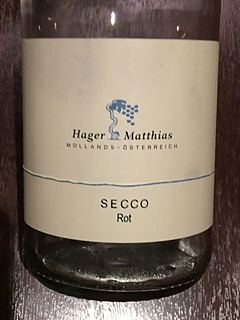 Hager Matthias
MOLLANDS-ÖSTERREICH
SECCO
Rot